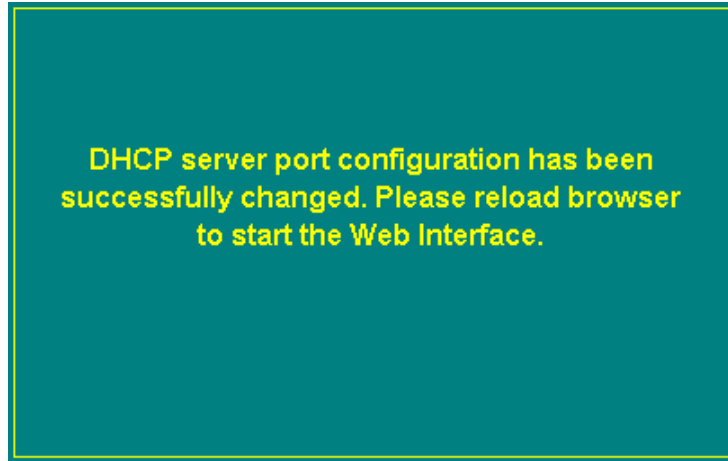 DHCP server port configuration has been
successfully changed. Please reload browser
to start the Web Interface.